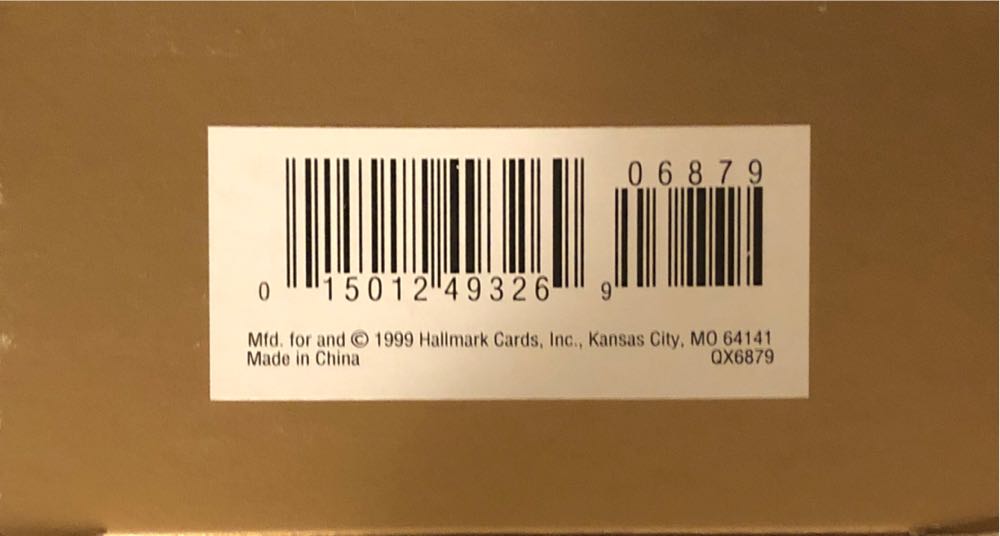 06879
0 15012 49326 9
Mfd. for and © 1999 Hallmark Cards, Inc., Kansas City, MO 64141
Made in China QX6879